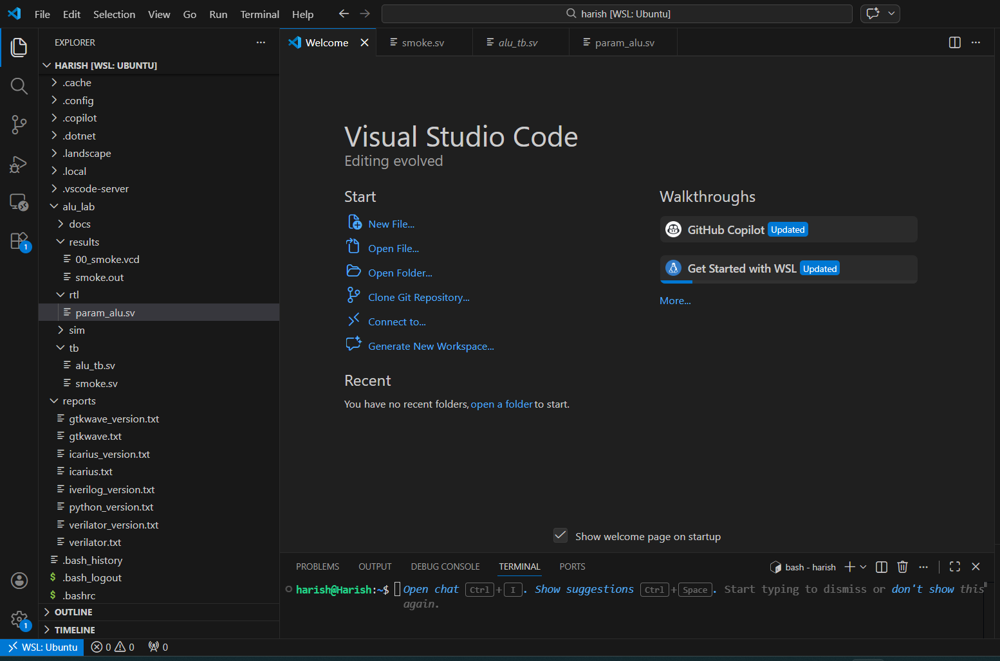 File Edit Selection View Go Run Terminal Help
harish [WSL: Ubuntu]
EXPLORER
HARISH [WSL: UBUNTU]
.cache
.config
.copilot
.dotnet
.landscape
.local
.vscode-server
alu_lab
docs
results
00_smoke.vcd
smoke.out
rtl
param_alu.sv
sim
tb
alu_tb.sv
smoke.sv
reports
gtkwave_version.txt
gtkwave.txt
icarius_version.txt
icarius.txt
iverilog_version.txt
python_version.txt
verilator_version.txt
verilator.txt
.bash_history
$ .bash_logout
$ .bashrc
OUTLINE
TIMELINE
1
1
Welcome smoke.sv alu_tb.sv param_alu.sv
Visual Studio Code
Editing evolved
Start
New File...
Open File...
Open Folder...
Clone Git Repository...
Connect to...
Generate New Workspace...
Recent
You have no recent folders, open a folder to start.
Walkthroughs
GitHub Copilot Updated
Get Started with WSL Updated
More...
Show welcome page on startup
PROBLEMS OUTPUT DEBUG CONSOLE TERMINAL PORTS
bash - harish
harish@Harish:~$ Open chat Ctrl+I. Show suggestions Ctrl+Space. Start typing to dismiss or don't show this
again.
WSL: Ubuntu 0 0 0